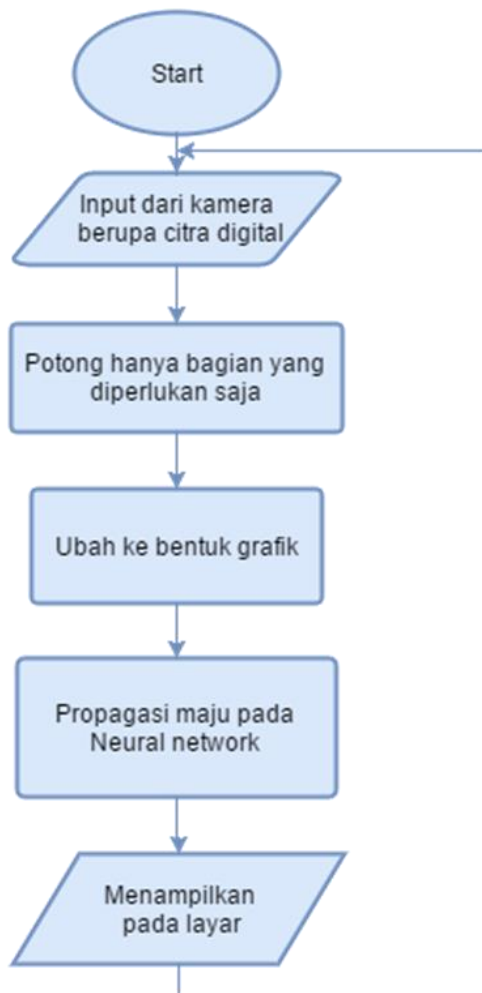 Start
Input dari kamera
berupa citra digital
Potong hanya bagian yang
diperlukan saja
Ubah ke bentuk grafik
Propagasi maju pada
Neural network
Menampilkan
pada layar